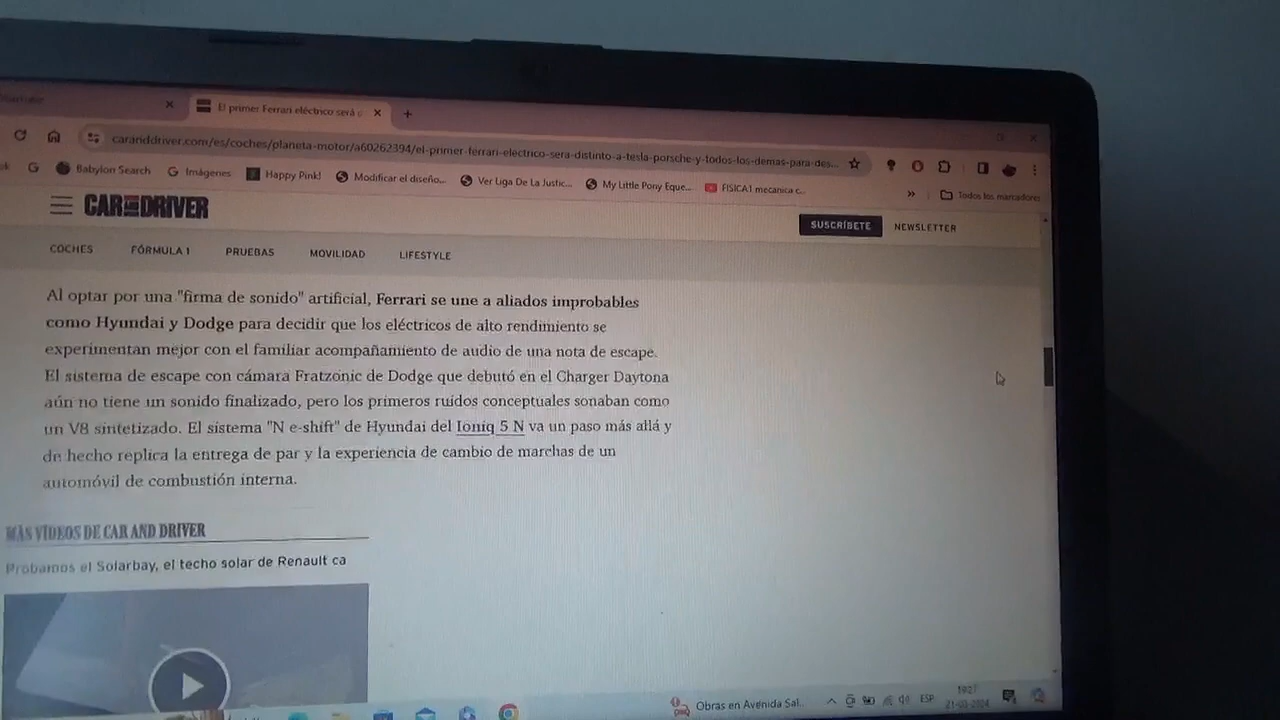 El primer Ferrari eléctrico será
caranddriver.com/es/coches/planeta-motor/a60262394/el-primer-ferrari-electrico-sera-distinto-a-tesla-porsche-y-todos-los-demas-para-des...
Babylon Search
Imágenes
Happy Pink!
Modificar el diseño...
Ver Liga De La Justic...
My Little Pony Eque...
FISICA1 mecanica c...
»
Todos los marcadores
CAR AND DRIVER
SUSCRÍBETE
NEWSLETTER
COCHES
FÓRMULA 1
PRUEBAS
MOVILIDAD
LIFESTYLE
Al optar por una "firma de sonido" artificial, Ferrari se une a aliados improbables
como Hyundai y Dodge para decidir que los eléctricos de alto rendimiento se
experimentan mejor con el familiar acompañamiento de audio de una nota de escape.
El sistema de escape con cámara Fratzonic de Dodge que debutó en el Charger Daytona
aún no tiene un sonido finalizado, pero los primeros ruidos conceptuales sonaban como
un V8 sintetizado. El sistema "N e-shift" de Hyundai del Ioniq 5 N va un paso más allá y
de hecho replica la entrega de par y la experiencia de cambio de marchas de un
automóvil de combustión interna.
MÁS VÍDEOS DE CAR AND DRIVER
Probamos el Solarbay, el techo solar de Renault ca
Obras en Avenida Sal...
ESP